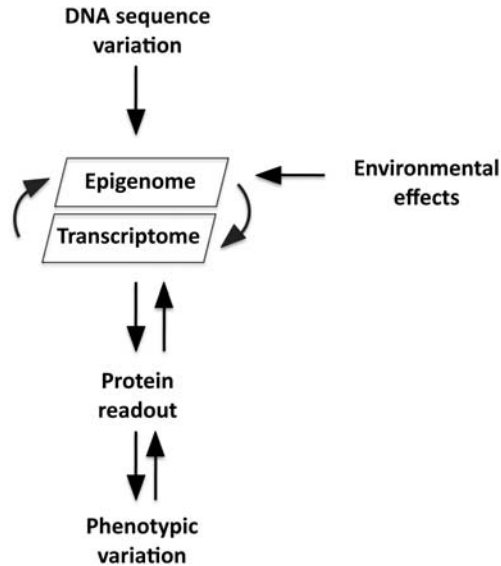 DNA sequence
variation
Epigenome
Environmental
effects
Transcriptome
Protein
readout
Phenotypic
variation